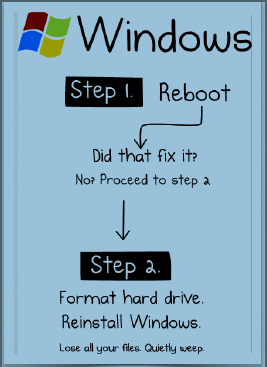 Windows
Step 1. Reboot
Did that fix it?
No? Proceed to step 2
Step 2.
Format hard drive.
Reinstall Windows.
Lose all your files. Quietly weep.